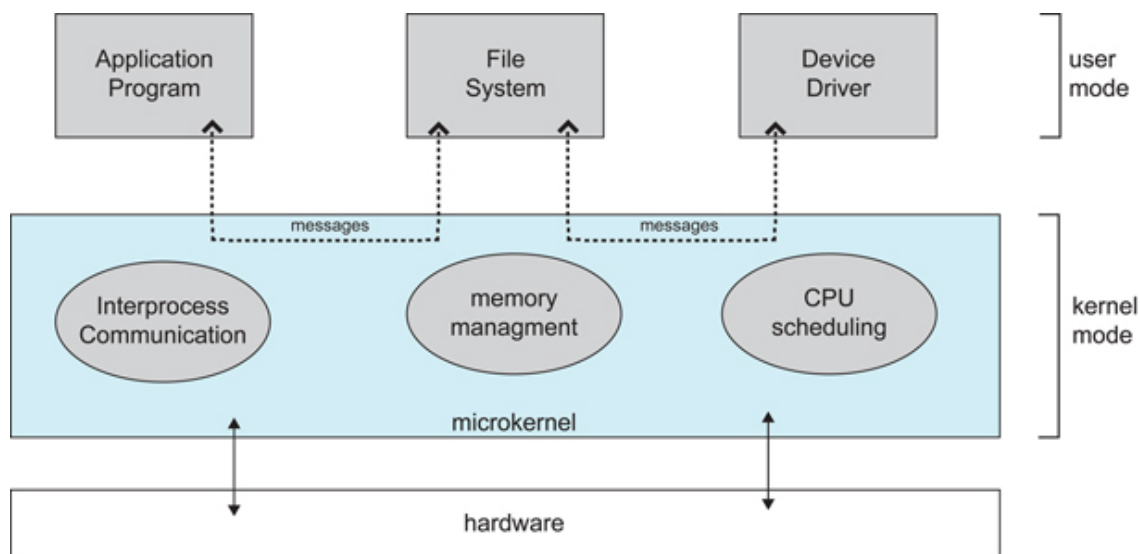 Application
Program
File
System
Device
Driver
user
mode
messages
messages
Interprocess
Communication
memory
managment
CPU
scheduling
kernel
mode
microkernel
hardware